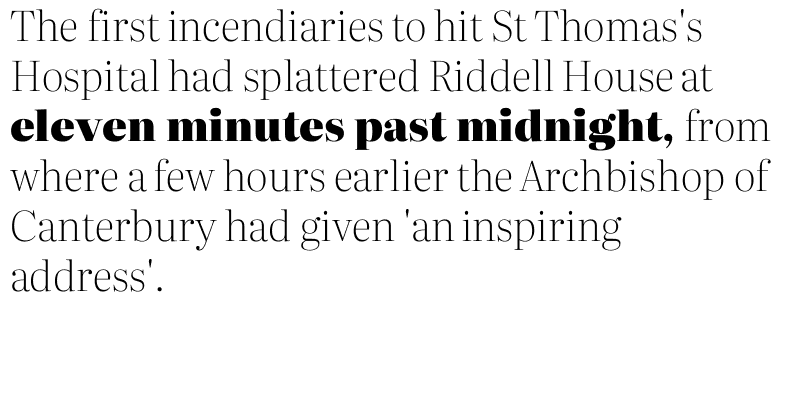 The first incendiaries to hit St Thomas's
Hospital had splattered Riddell House at
eleven minutes past midnight, from
where a few hours earlier the Archbishop of
Canterbury had given 'an inspiring
address'.